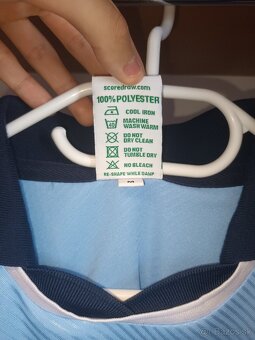 scoredraw.com
100% POLYESTER
COOL IRON
40
MACHINE
WASH WARM
DO NOT
DRY CLEAN
DO NOT
TUMBLE DRY
NO BLEACH
RE-SHAPE WHILE DAMP
M